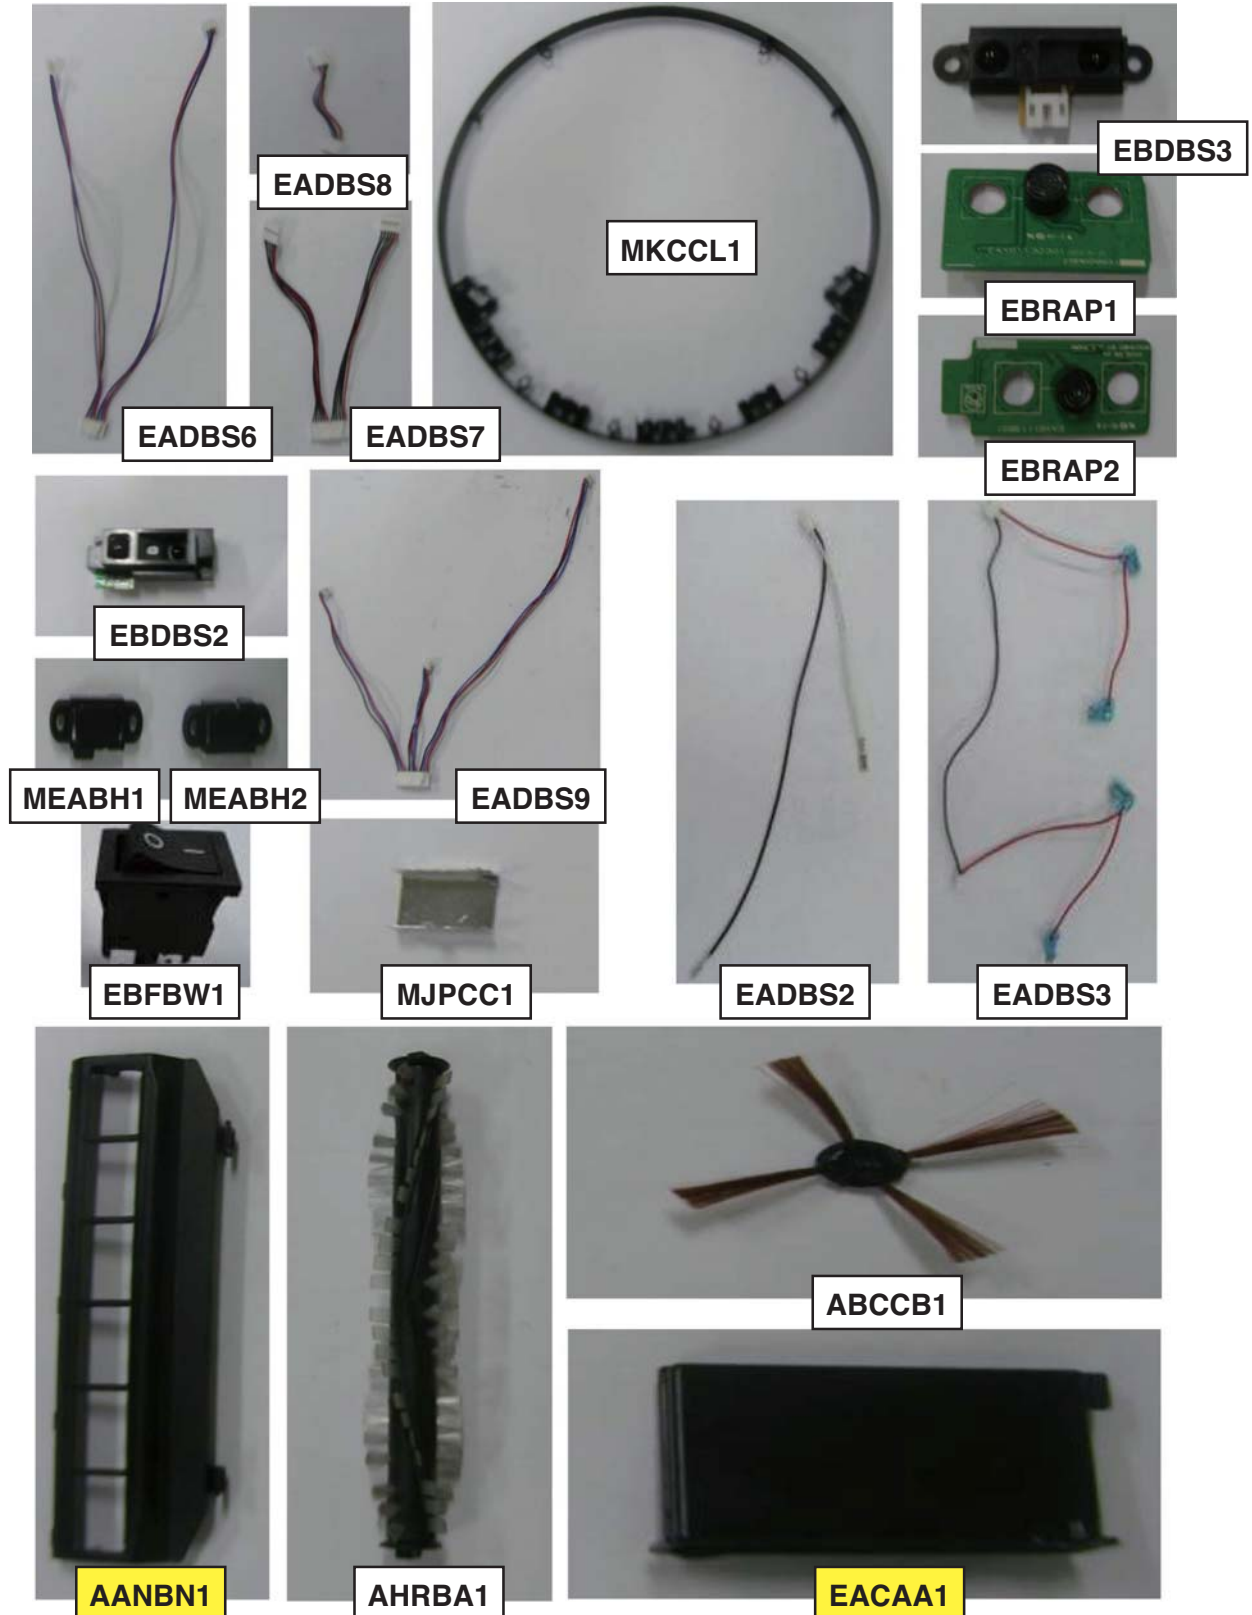 EBDBS3
EADBS8
MKCCL1
EBRAP1
EADBS6
EADBS7
EBRAP2
EBDBS2
MEABH1
MEABH2
EADBS9
EBFBW1
MJPCC1
EADBS2
EADBS3
ABCCB1
AANBN1
AHRBA1
EACAA1